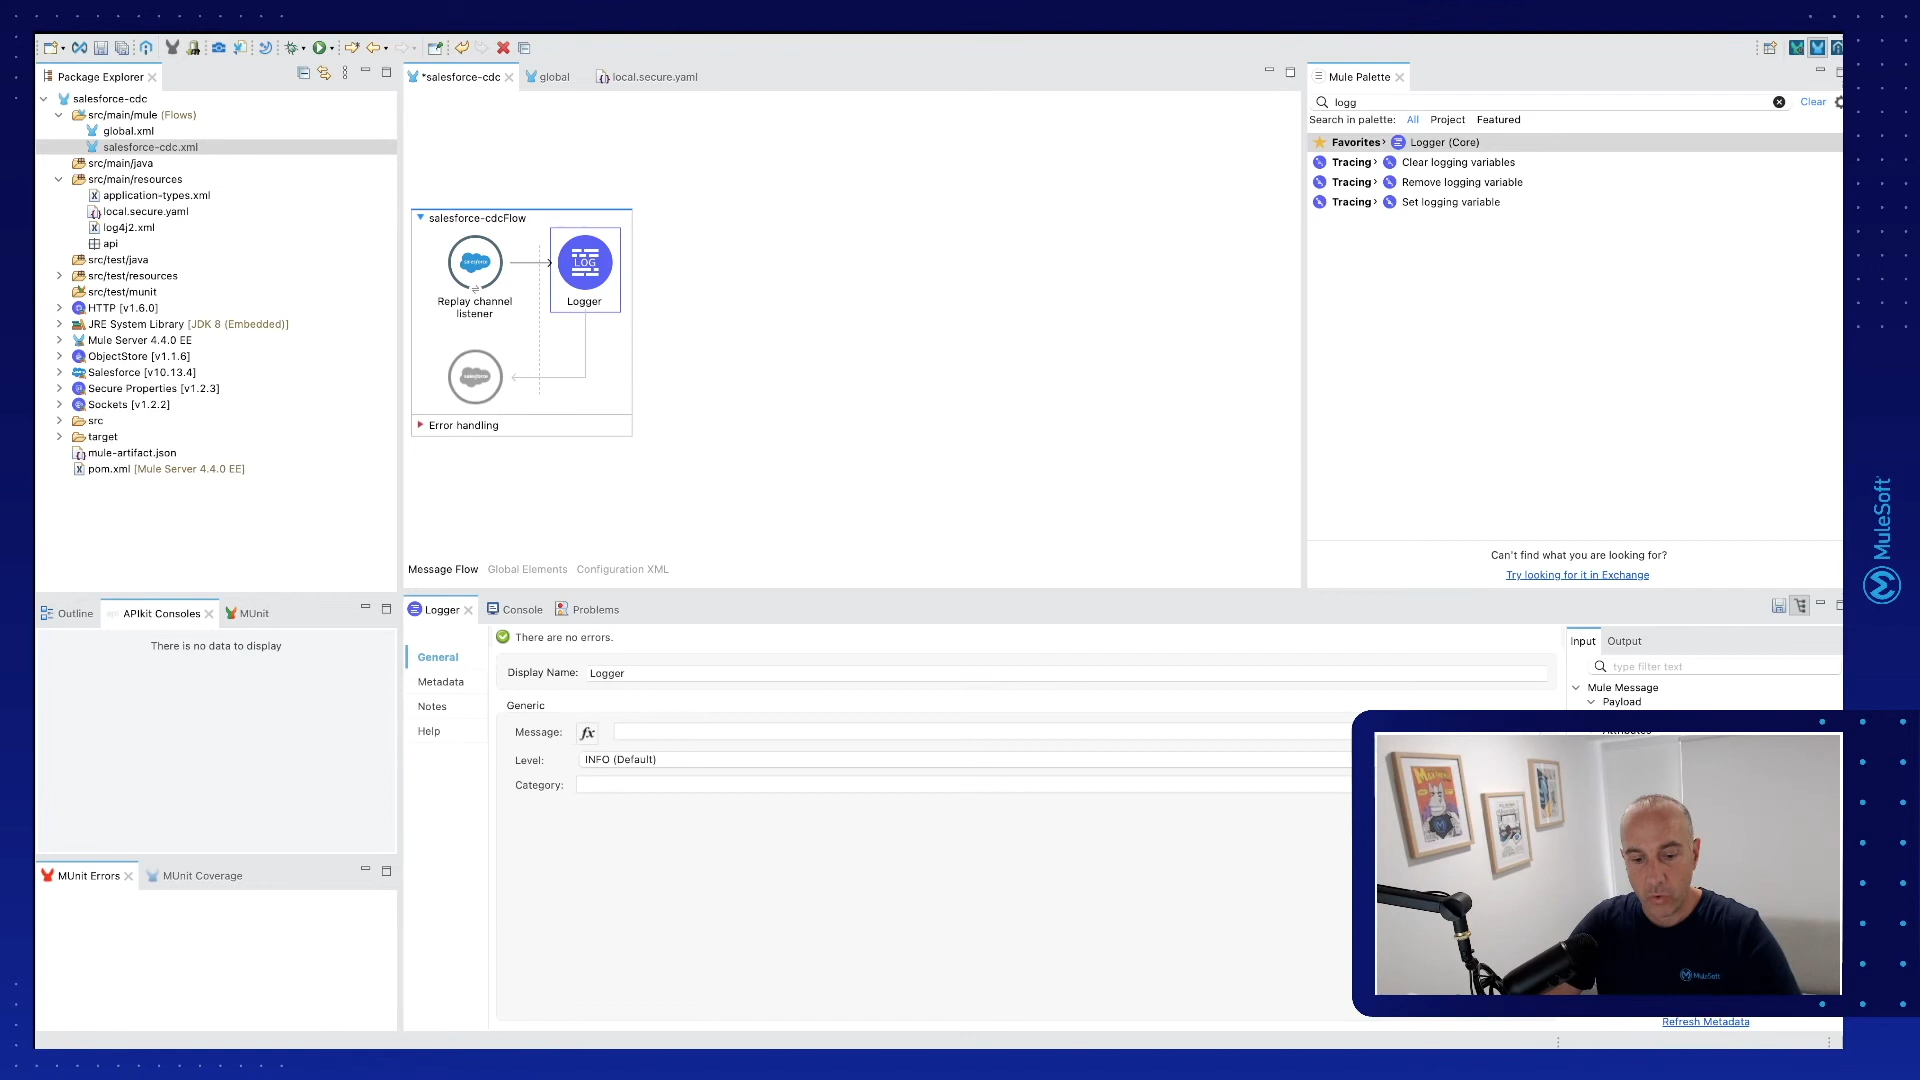 Package Explorer
salesforce-cdc
src/main/mule (Flows)
global.xml
salesforce-cdc.xml
src/main/java
src/main/resources
application-types.xml
local.secure.yaml
log4j2.xml
api
src/test/java
src/test/resources
src/test/munit
HTTP [v1.6.0]
JRE System Library [JDK 8 (Embedded)]
Mule Server 4.4.0 EE
ObjectStore [v1.1.6]
Salesforce [v10.13.4]
Secure Properties [v1.2.3]
Sockets [v1.2.2]
src
target
mule-artifact.json
pom.xml [Mule Server 4.4.0 EE]
*salesforce-cdc
global
local.secure.yaml
salesforce-cdcFlow
salesforce
LOG
Replay channel
listener
Logger
salesforce
Error handling
Message Flow
Global Elements
Configuration XML
Mule Palette
logg
Clear
Search in palette: All Project Featured
Favorites Logger (Core)
Tracing Clear logging variables
Tracing Remove logging variable
Tracing Set logging variable
Can't find what you are looking for?
Try looking for it in Exchange
Outline
APIkit Consoles
MUnit
There is no data to display
MUnit Errors
MUnit Coverage
Logger
Console
Problems
There are no errors.
General
Metadata
Notes
Help
Display Name: Logger
Generic
Message: fx
Level: INFO (Default)
Category:
Input
Output
type filter text
Mule Message
Payload
Refresh Metadata
MuleSoft
MuleSoft